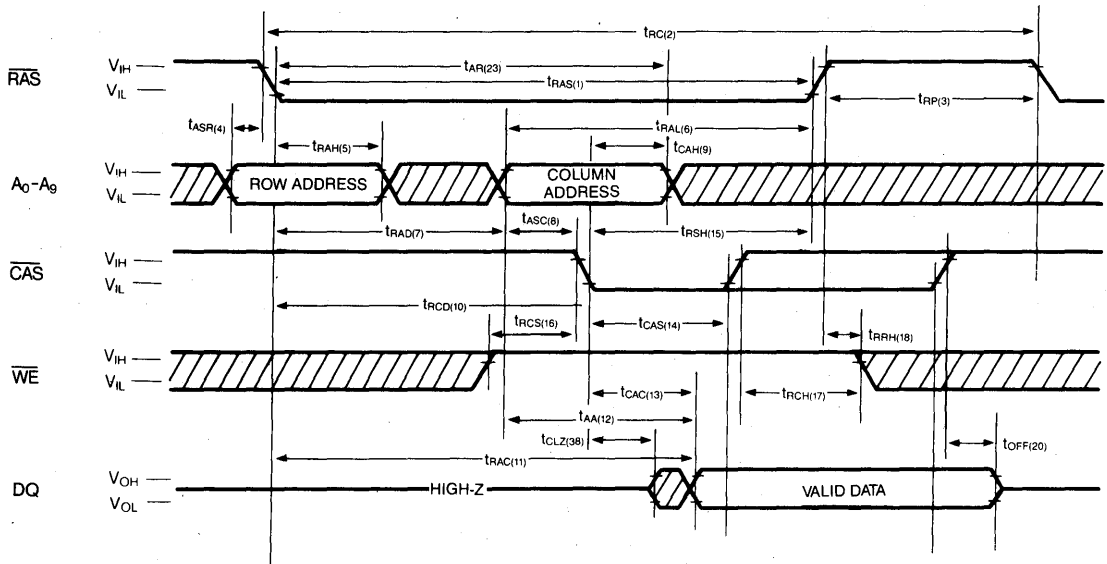 tRC(2)
RAS
VIH
VIL
tAR(23)
tRAS(1)
tRP(3)
tASR(4)
tRAH(5)
tRAL(6)
tCAH(9)
A0-A9
VIH
VIL
ROW ADDRESS
COLUMN
ADDRESS
tRAD(7)
tASC(8)
tRSH(15)
CAS
VIH
VIL
tRCD(10)
tRCS(16)
tCAS(14)
tRRH(18)
WE
VIH
VIL
tCAC(13)
tRCH(17)
tAA(12)
tCLZ(38)
tOFF(20)
tRAC(11)
DQ
VOH
VOL
HIGH-Z
VALID DATA